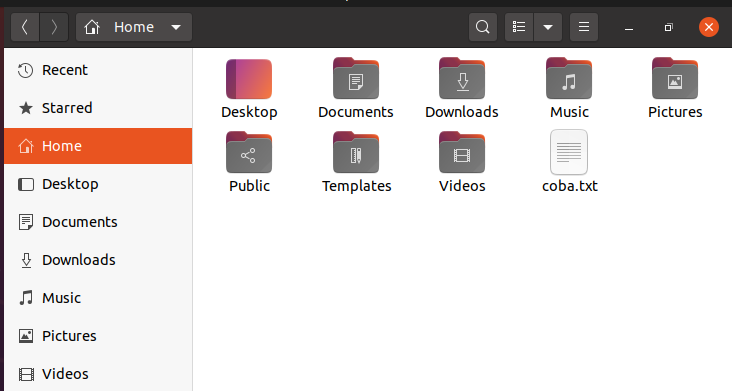 Home
Recent
Starred
Home
Desktop
Documents
Downloads
Music
Pictures
Videos
Desktop Documents Downloads Music Pictures
Public Templates Videos coba.txt